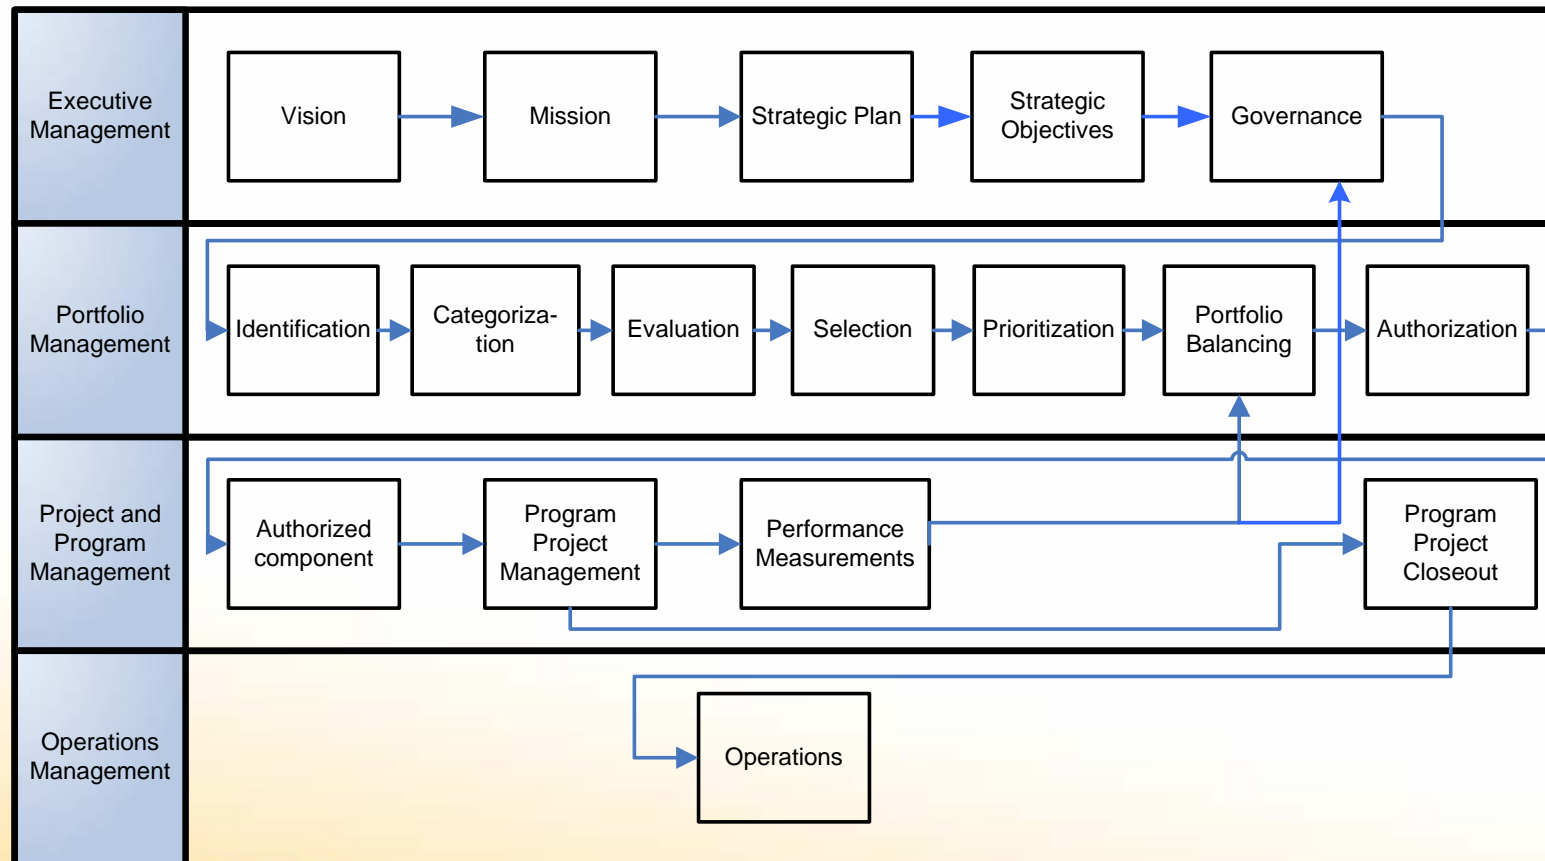 Executive
Management
Vision
Mission
Strategic Plan
Strategic
Objectives
Governance
Portfolio
Management
Identification
Categoriza-
tion
Evaluation
Selection
Prioritization
Portfolio
Balancing
Authorization
Project and
Program
Management
Authorized
component
Program
Project
Management
Performance
Measurements
Program
Project
Closeout
Operations
Management
Operations